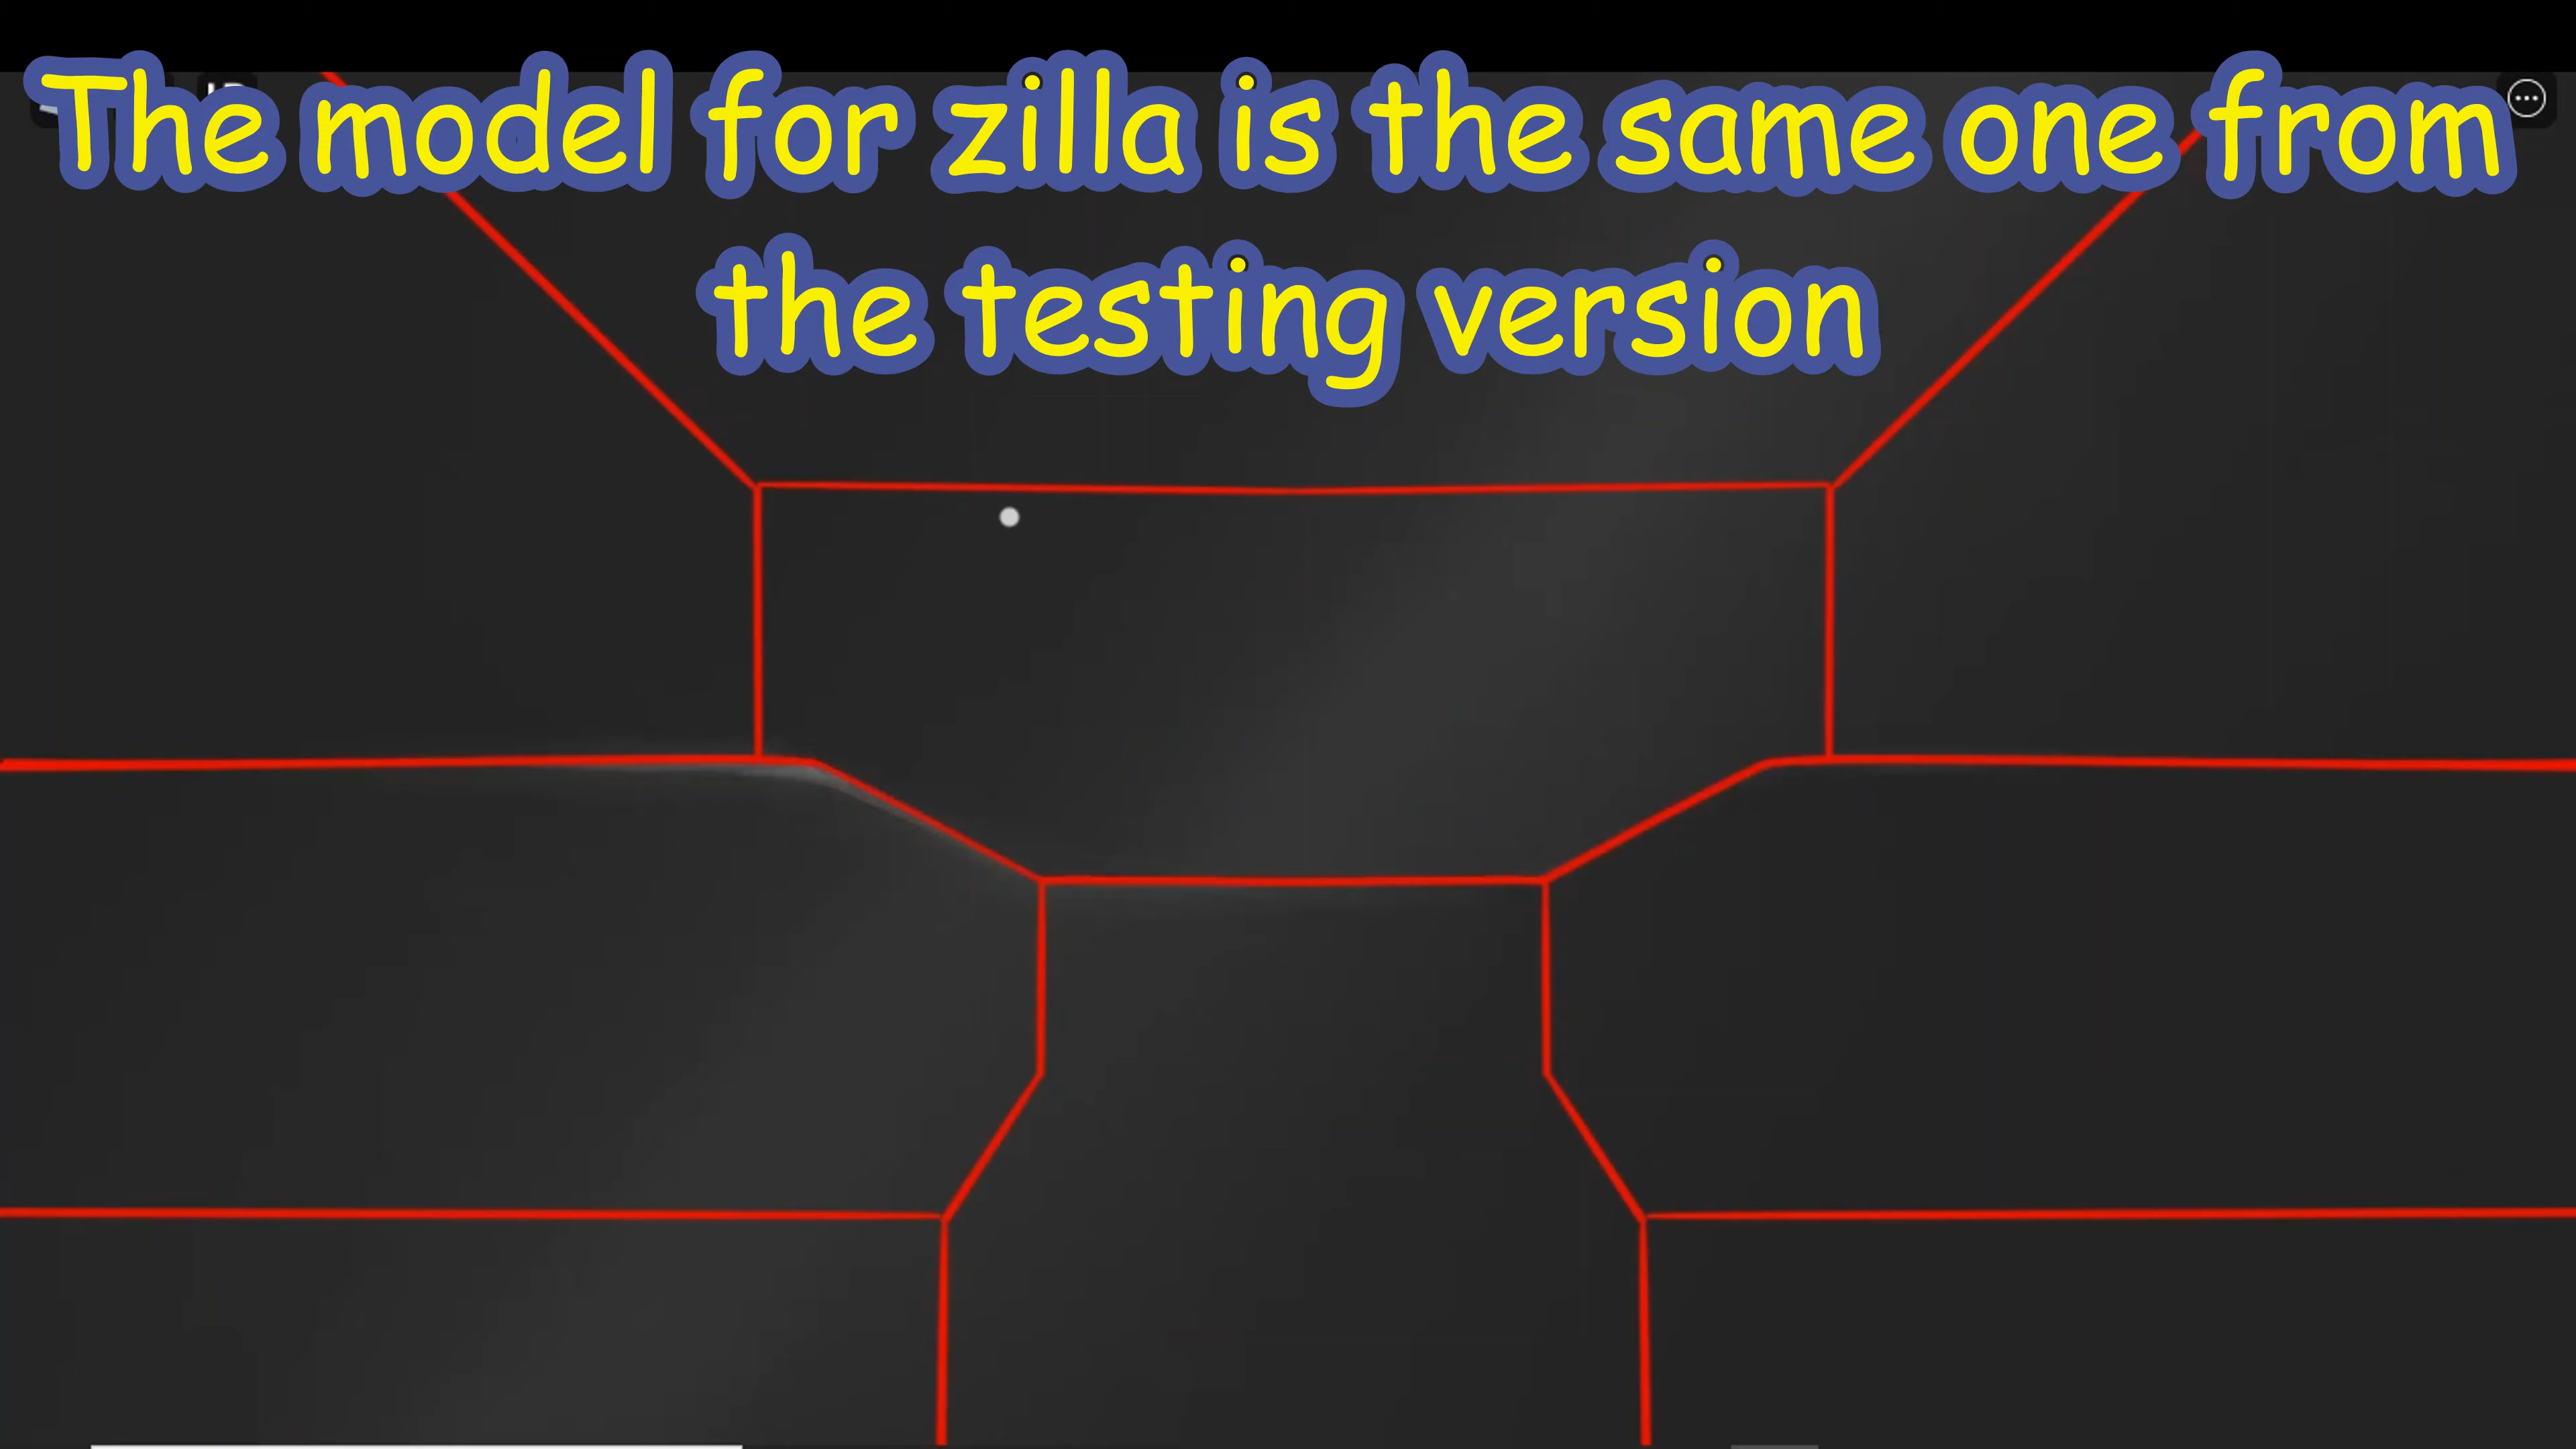 The model for zilla is the same one from
the testing version